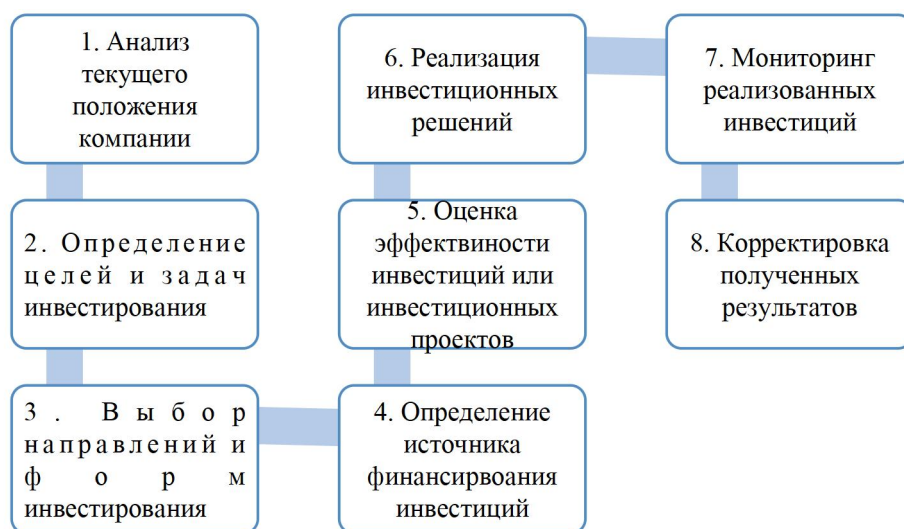 1. Анализ
текущего
положения
компании
2. Определение
целей и задач
инвестирования
3. Выбор
направлений и
форм
инвестирования
4. Определение
источника
финансирвоания
инвестиций
5. Оценка
эффектвиности
инвестиций или
инвестиционных
проектов
6. Реализация
инвестиционных
решений
7. Мониторинг
реализованных
инвестиций
8. Корректировка
полученных
результатов